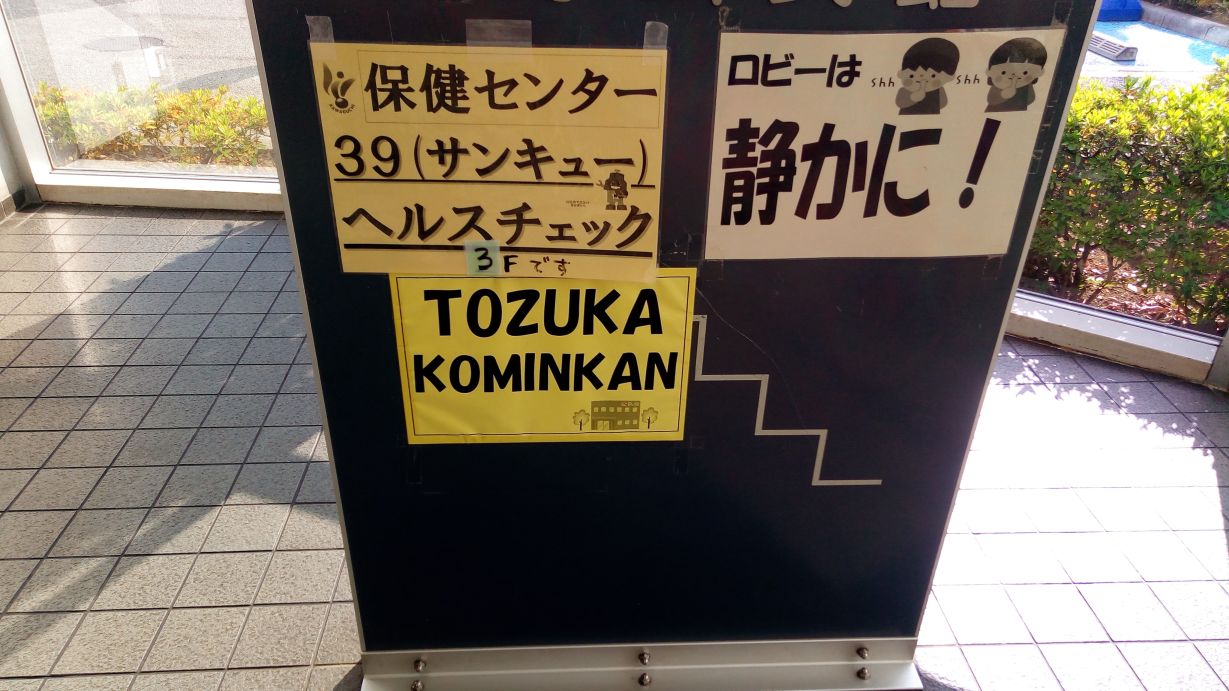 保健センター
39(サンキュー)
ヘルスチェック
3Fです
TOZUKA
KOMINKAN
ロビーは
shh
shh
静かに!